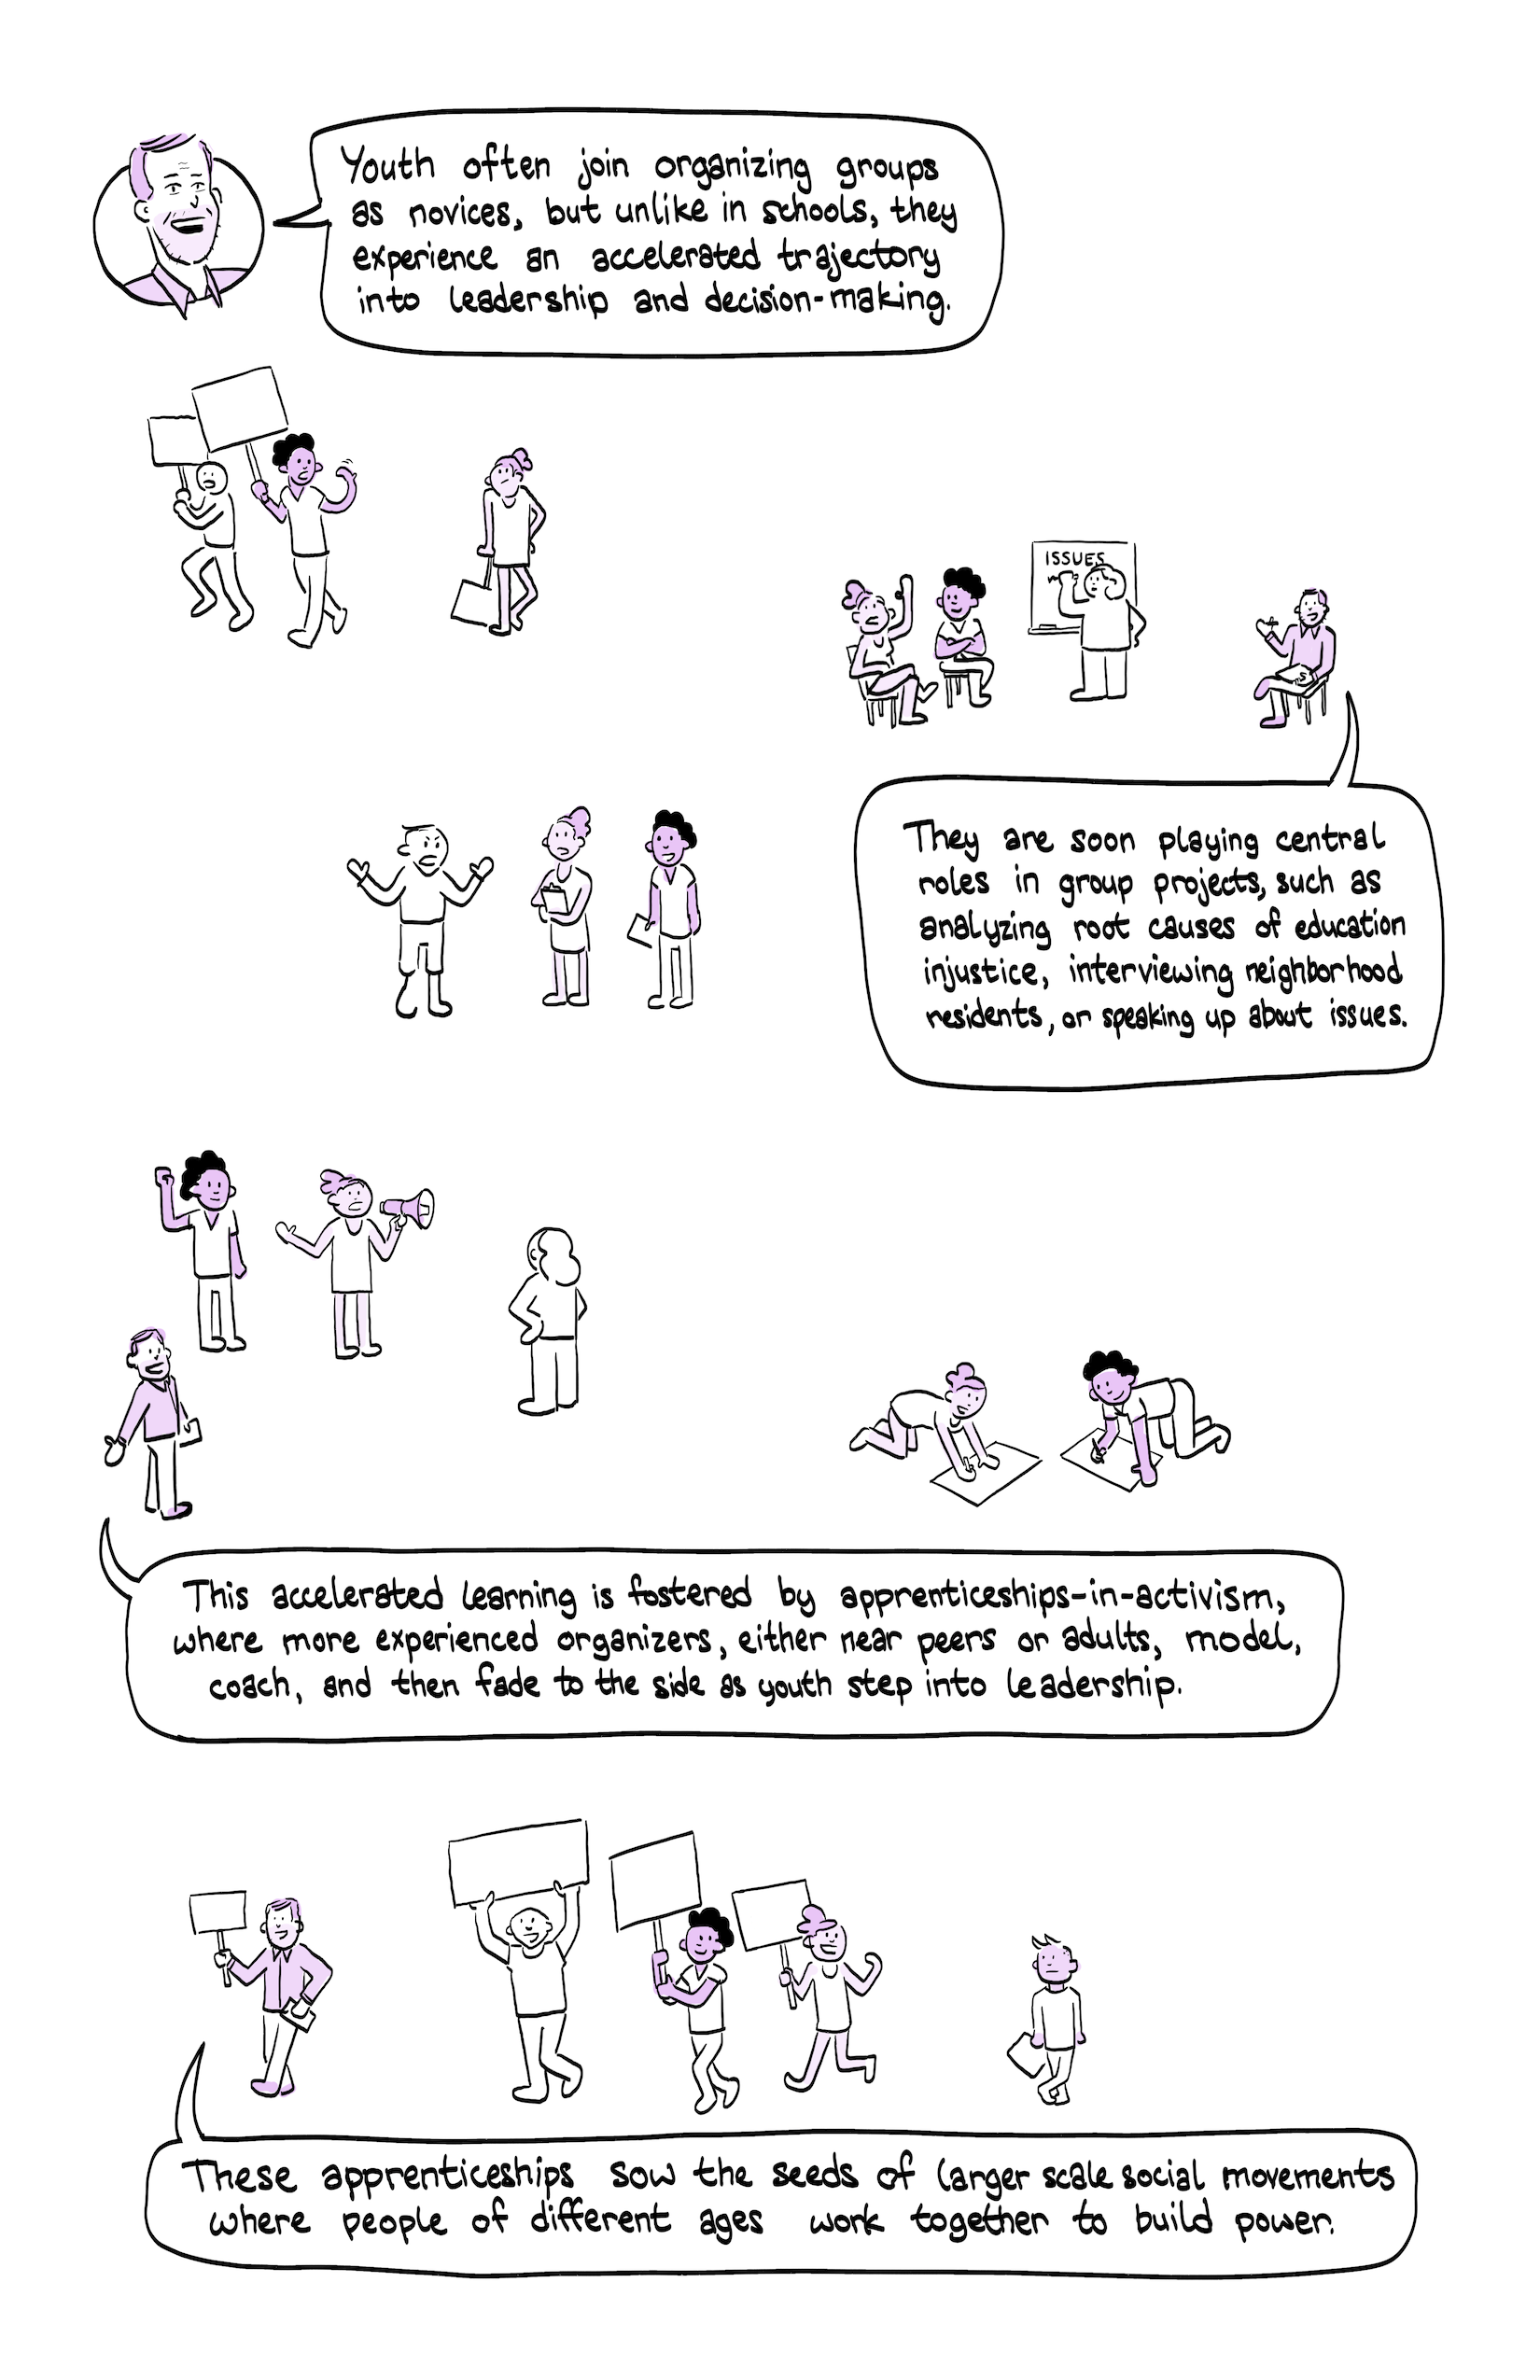 Youth often join organizing groups
as novices, but unlike in schools, they
experience an accelerated trajectory
into leadership and decision-making.
ISSUES
They are soon playing central
roles in group projects, such as
analyzing root causes of education
injustice, interviewing neighborhood
residents, or speaking up about issues.
This accelerated learning is fostered by apprenticeships-in-activism,
where more experienced organizers, either near peers or adults, model,
coach, and then fade to the side as youth step into leadership.
These apprenticeships sow the seeds of larger scale social movements
where people of different ages work together to build power.